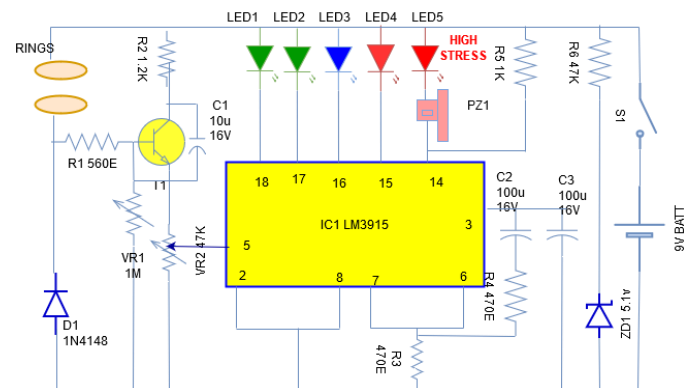 LED1 LED2 LED3 LED4 LED5
RINGS
R2 1.2K
HIGH
STRESS
R5 1K
R6 47K
C1
10u
16V
PZ1
S1
R1 560E
T1
18 17 16 15 14
C2
100u
16V
C3
100u
16V
IC1 LM3915
3
5
VR1
1M
VR2 47K
2 8 7 6
R4 470E
9V BATT
D1
1N4148
R3
470E
ZD1 5.1V